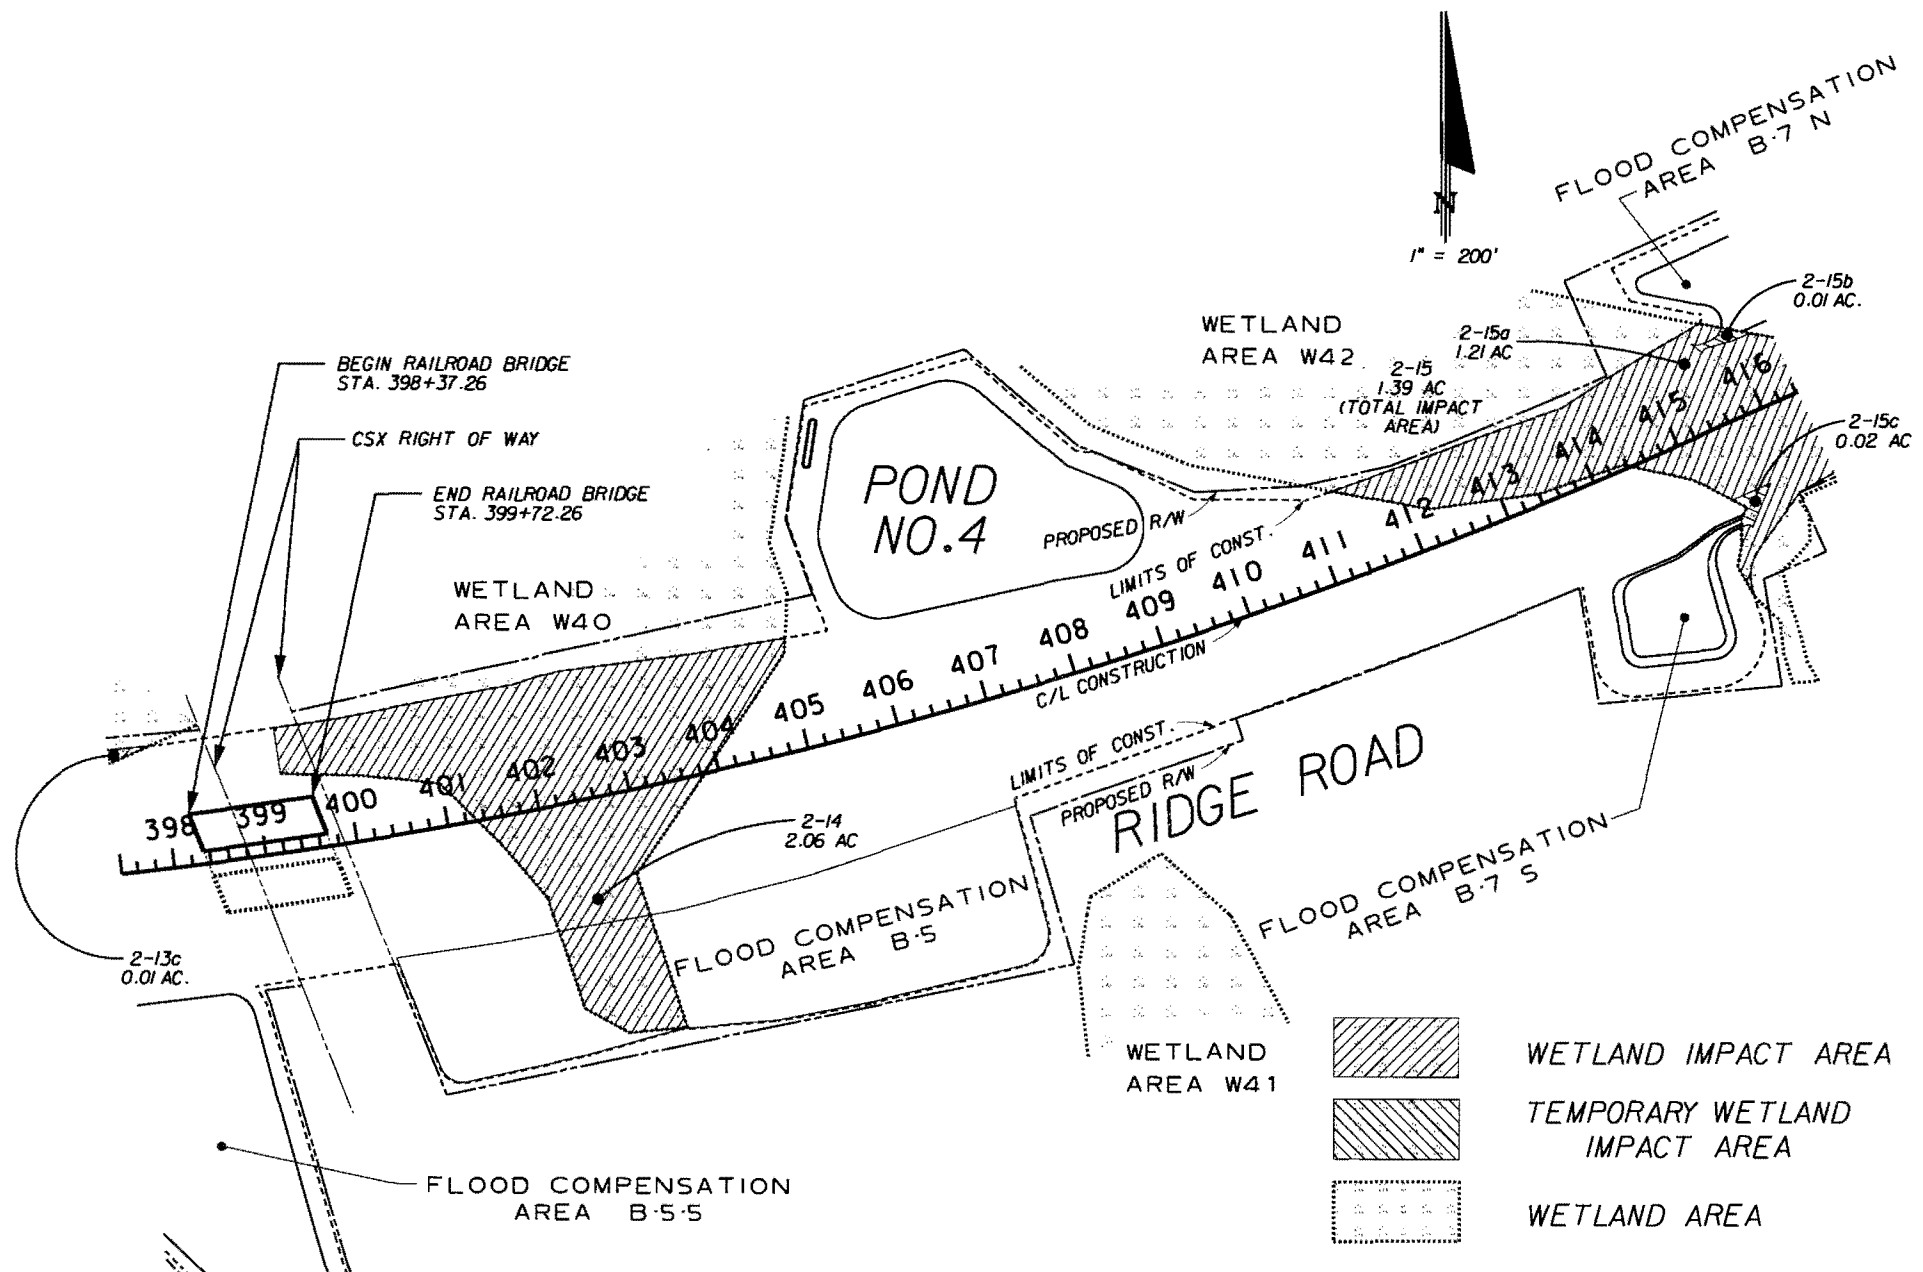 FLOOD COMPENSATION
AREA B-7 N
N
1" = 200'
2-15b
0.01 AC.
WETLAND
AREA W42
2-15a
1.21 AC
2-15
1.39 AC
(TOTAL IMPACT
AREA)
2-15c
0.02 AC
BEGIN RAILROAD BRIDGE
STA. 398+37.26
CSX RIGHT OF WAY
END RAILROAD BRIDGE
STA. 399+72.26
POND
NO.4
PROPOSED R/W
LIMITS OF CONST.
WETLAND
AREA W40
398 399 400 401 402 403 404 405 406 407 408 409 410 411 412 413 414 415 416
C/L CONSTRUCTION
LIMITS OF CONST.
PROPOSED R/W
RIDGE ROAD
2-14
2.06 AC
FLOOD COMPENSATION
AREA B-5
FLOOD COMPENSATION
AREA B-7 S
2-13c
0.01 AC.
WETLAND
AREA W41
FLOOD COMPENSATION
AREA B-5-5
WETLAND IMPACT AREA
TEMPORARY WETLAND
IMPACT AREA
WETLAND AREA